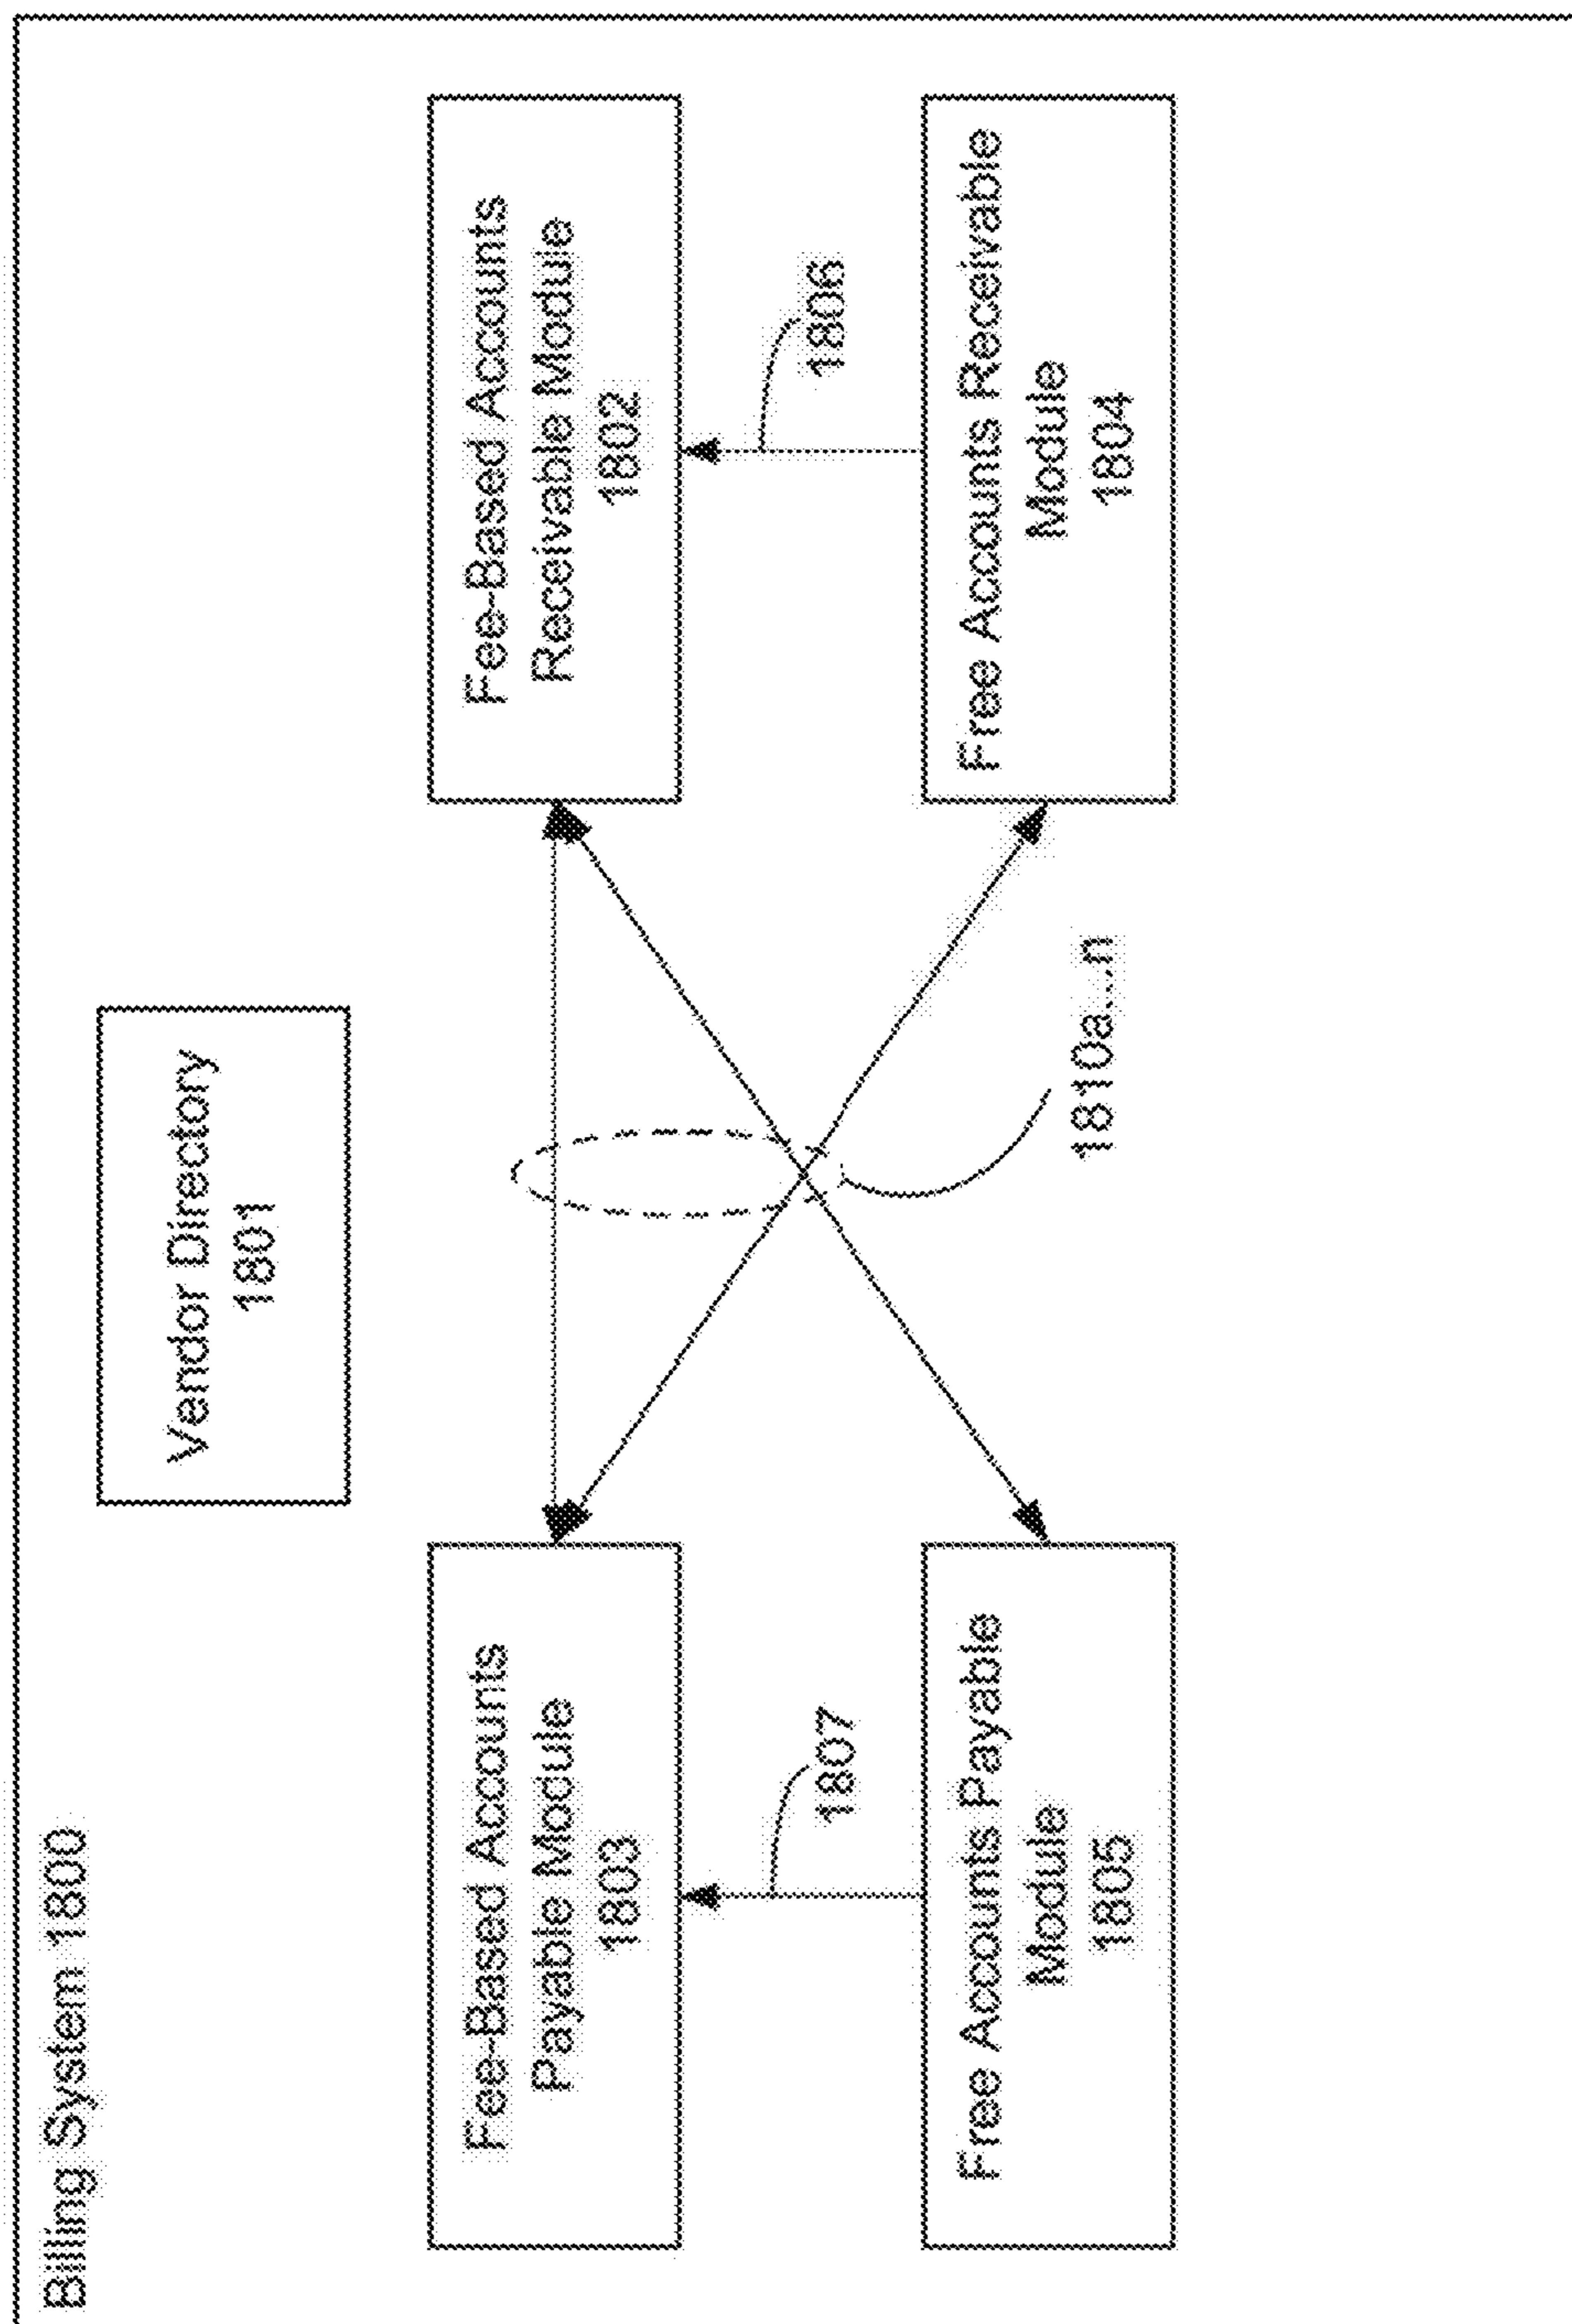 Billing System 1800
Vendor Directory
1801
Fee-Based Accounts
Payable Module
1803
Fee-Based Accounts
Receivable Module
1802
1807
1806
Free Accounts Payable
Module
1805
Free Accounts Receivable
Module
1804
1810a...n